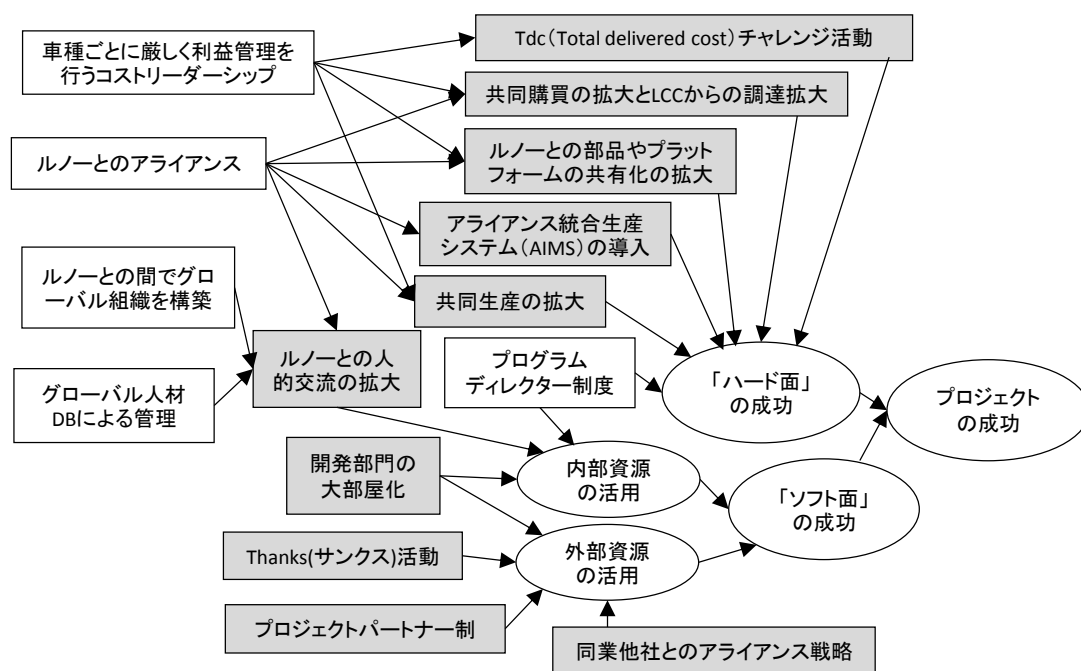 Tdc（Total delivered cost）チャレンジ活動
車種ごとに厳しく利益管理を
行うコストリーダーシップ
共同購買の拡大とLCCからの調達拡大
ルノーとのアライアンス
ルノーとの部品やプラット
フォームの共有化の拡大
アライアンス統合生産
システム（AIMS）の導入
ルノーとの間でグロ
ーバル組織を構築
共同生産の拡大
ルノーとの人
的交流の拡大
プログラム
ディレクター制度
「ハード面」
の成功
プロジェクト
の成功
グローバル人材
DBによる管理
開発部門の
大部屋化
内部資源
の活用
「ソフト面」
の成功
Thanks(サンクス)活動
外部資源
の活用
プロジェクトパートナー制
同業他社とのアライアンス戦略